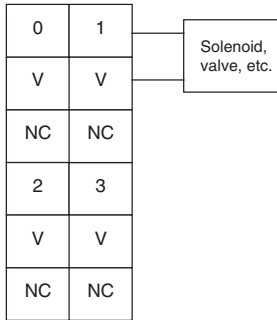 0 1
V V
NC NC
2 3
V V
NC NC
Solenoid,
valve, etc.